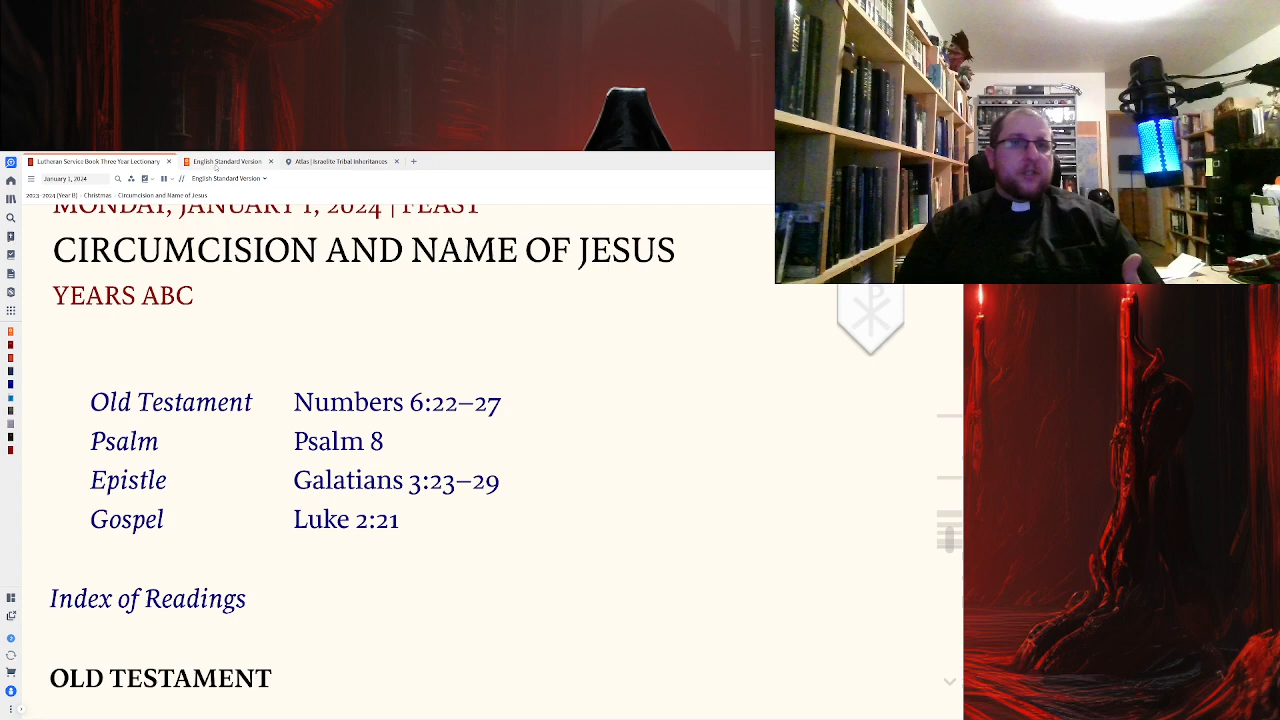 Lutheran Service Book Three Year Lectionary
English Standard Version
Atlas | Israelite Tribal Inheritances
January 1, 2024
English Standard Version
2023-2024 (Year B) · Christmas · Circumcision and Name of Jesus
MONDAY, JANUARY 1, 2024 | FEAST
CIRCUMCISION AND NAME OF JESUS
YEARS ABC
Old Testament Numbers 6:22–27
Psalm Psalm 8
Epistle Galatians 3:23–29
Gospel Luke 2:21
Index of Readings
OLD TESTAMENT